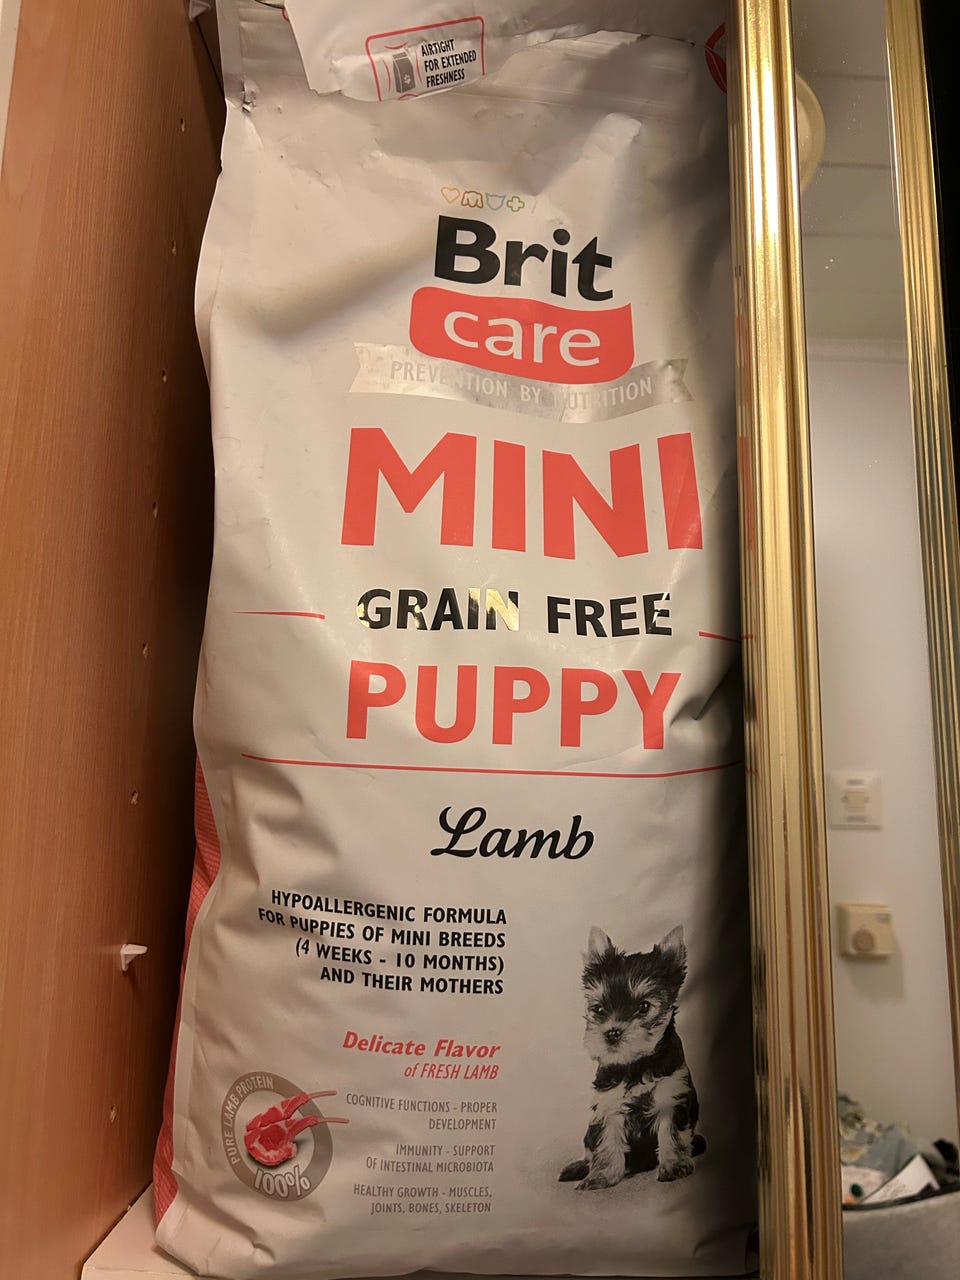 AIRTIGHT
FOR EXTENDED
FRESHNESS
Brit
care
PREVENTION BY NUTRITION
MINI
GRAIN FREE
PUPPY
Lamb
HYPOALLERGENIC FORMULA
FOR PUPPIES OF MINI BREEDS
(4 WEEKS - 10 MONTHS)
AND THEIR MOTHERS
Delicate Flavor
of FRESH LAMB
PURE LAMB PROTEIN
100%
COGNITIVE FUNCTIONS - PROPER
DEVELOPMENT
IMMUNITY - SUPPORT
OF INTESTINAL MICROBIOTA
HEALTHY GROWTH - MUSCLES,
JOINTS, BONES, SKELETON